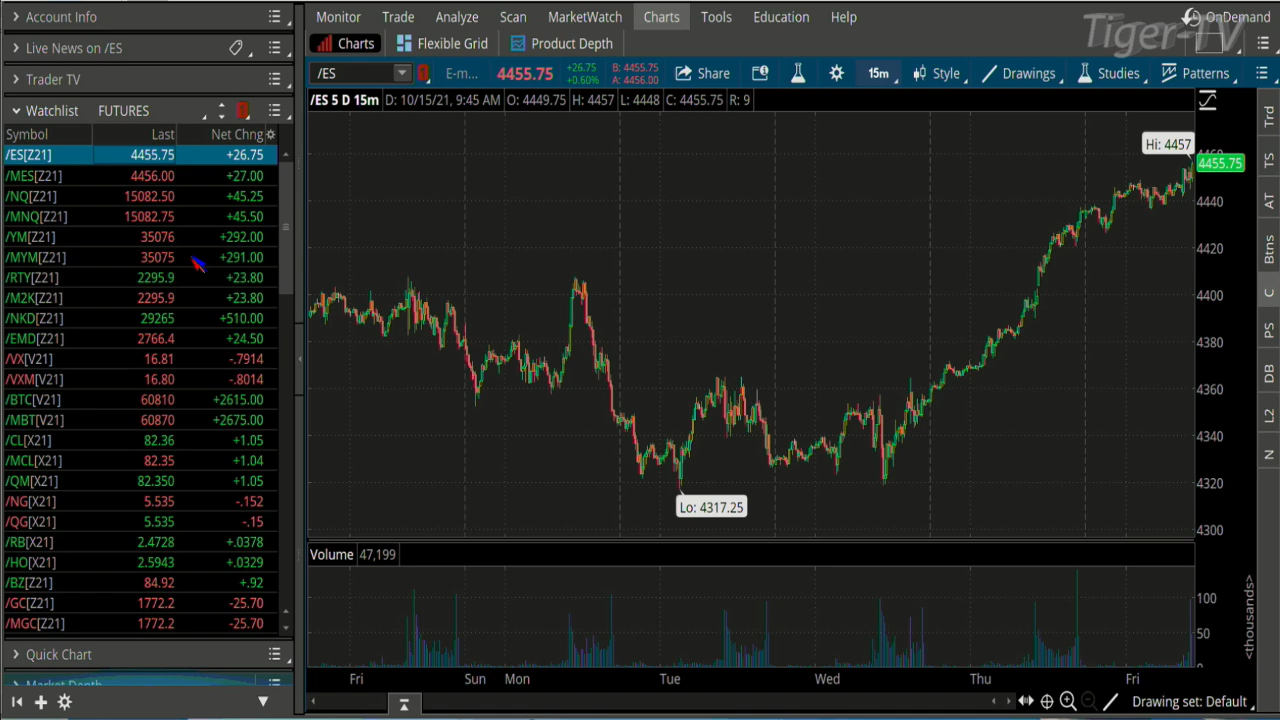 Account Info
Live News on /ES
Trader TV
Watchlist FUTURES
Symbol Last Net Chng
/ES[Z21] 4455.75 +26.75
/MES[Z21] 4456.00 +27.00
/NQ[Z21] 15082.50 +45.25
/MNQ[Z21] 15082.75 +45.50
/YM[Z21] 35076 +292.00
/MYM[Z21] 35075 +291.00
/RTY[Z21] 2295.9 +23.80
/M2K[Z21] 2295.9 +23.80
/NKD[Z21] 29265 +510.00
/EMD[Z21] 2766.4 +24.50
/VX[V21] 16.81 -.7914
/VXM[V21] 16.80 -.8014
/BTC[V21] 60810 +2615.00
/MBT[V21] 60870 +2675.00
/CL[X21] 82.36 +1.05
/MCL[X21] 82.35 +1.04
/QM[Z21] 82.350 +1.05
/NG[X21] 5.535 -.152
/QG[X21] 5.535 -.15
/RB[X21] 2.4728 +.0378
/HO[X21] 2.5943 +.0329
/BZ[Z21] 84.92 +.92
/GC[Z21] 1772.2 -25.70
/MGC[Z21] 1772.2 -25.70
Quick Chart
Market Depth
Monitor Trade Analyze Scan MarketWatch Charts Tools Education Help
OnDemand
Tiger-TV
Charts Flexible Grid Product Depth
/ES E-m... 4455.75 +26.75 +0.60% B: 4455.75 A: 4456.00 Share 15m Style Drawings Studies Patterns
/ES 5 D 15m D: 10/15/21, 9:45 AM O: 4449.75 H: 4457 L: 4448 C: 4455.75 R: 9
Hi: 4457
4460
4455.75
4440
4420
4400
4380
4360
4340
4320
4300
Lo: 4317.25
Volume 47,199
100
50
0
<thousands>
Fri Sun Mon Tue Wed Thu Fri
Drawing set: Default
Trd
TS
AT
Btns
C
PS
DB
L2
N